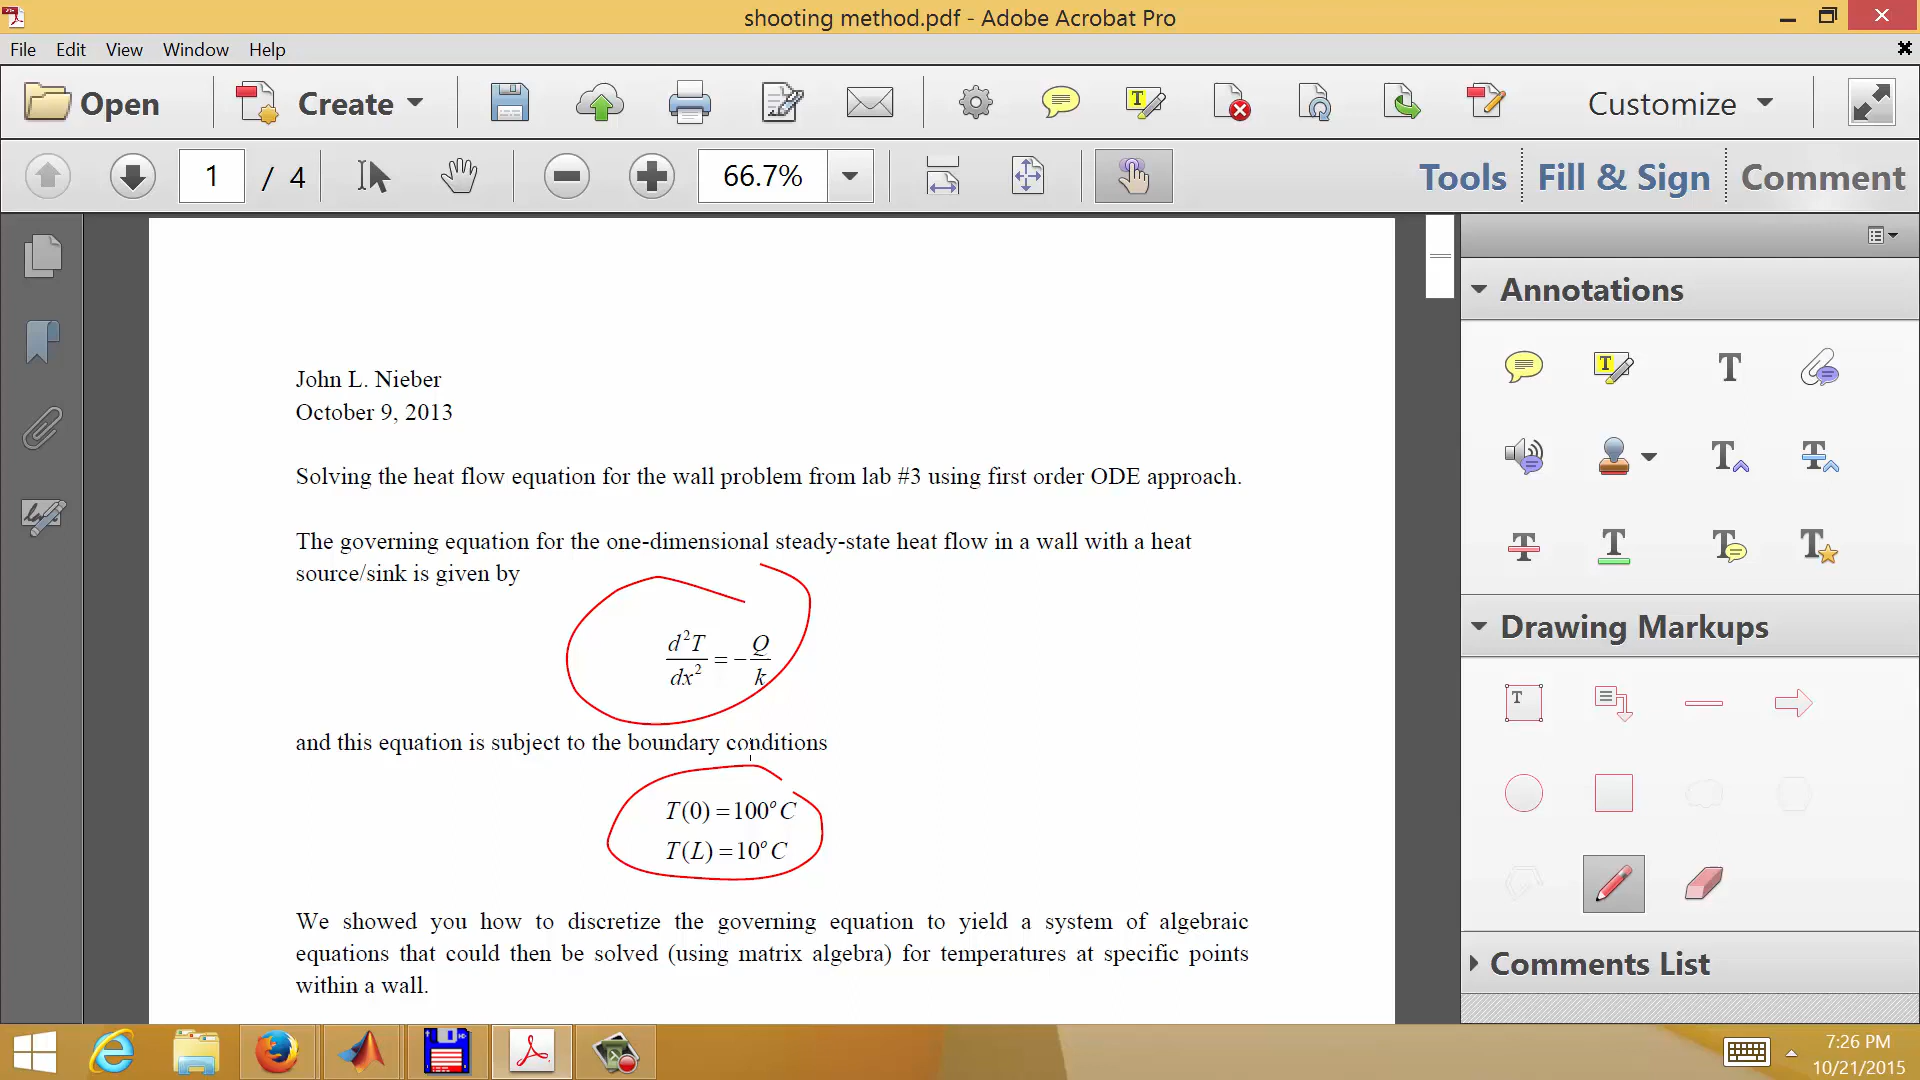 shooting method.pdf - Adobe Acrobat Pro
File Edit View Window Help
Open Create Customize
1 / 4 66.7% Tools Fill & Sign Comment
John L. Nieber
October 9, 2013
Solving the heat flow equation for the wall problem from lab #3 using first order ODE approach.
The governing equation for the one-dimensional steady-state heat flow in a wall with a heat
source/sink is given by
d²T/dx² = −Q/k
and this equation is subject to the boundary conditions
T(0) = 100°C
T(L) = 10°C
We showed you how to discretize the governing equation to yield a system of algebraic
equations that could then be solved (using matrix algebra) for temperatures at specific points
within a wall.
Annotations
Drawing Markups
Comments List
7:26 PM
10/21/2015